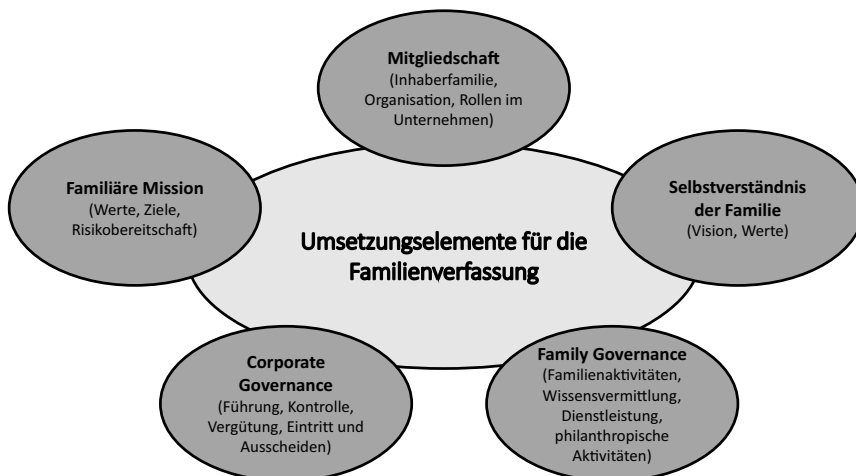 Mitgliedschaft
(Inhaberfamilie,
Organisation, Rollen im
Unternehmen)
Familiäre Mission
(Werte, Ziele,
Risikobereitschaft)
Selbstverständnis
der Familie
(Vision, Werte)
Umsetzungselemente für die
Familienverfassung
Corporate
Governance
(Führung, Kontrolle,
Vergütung, Eintritt und
Ausscheiden)
Family Governance
(Familienaktivitäten,
Wissensvermittlung,
Dienstleistung,
philanthropische
Aktivitäten)